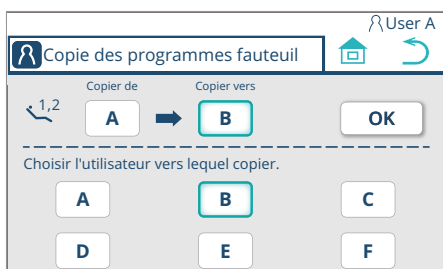 User A
Copie des programmes fauteuil
Copier de Copier vers
1,2 A B OK
Choisir l'utilisateur vers lequel copier.
A B C
D E F